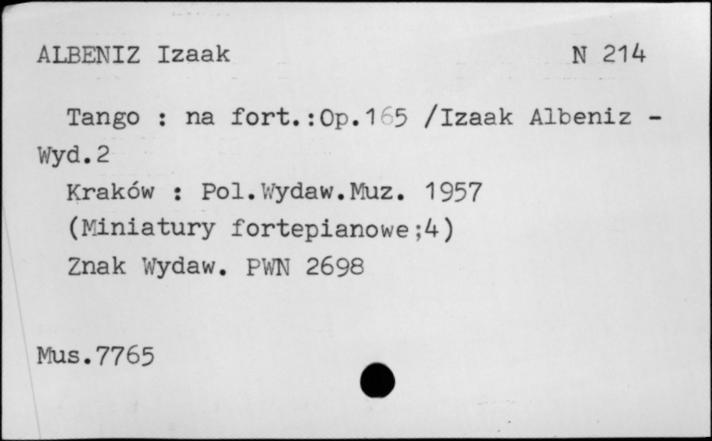 ALBENIZ Izaak N 214
Tango : na fort.:Op.165 /Izaak Albeniz -
Wyd.2
Kraków : Pol.Wydaw.Muz. 1957
(Miniatury fortepianowe;4)
Znak Wydaw. PWN 2698
Mus.7765